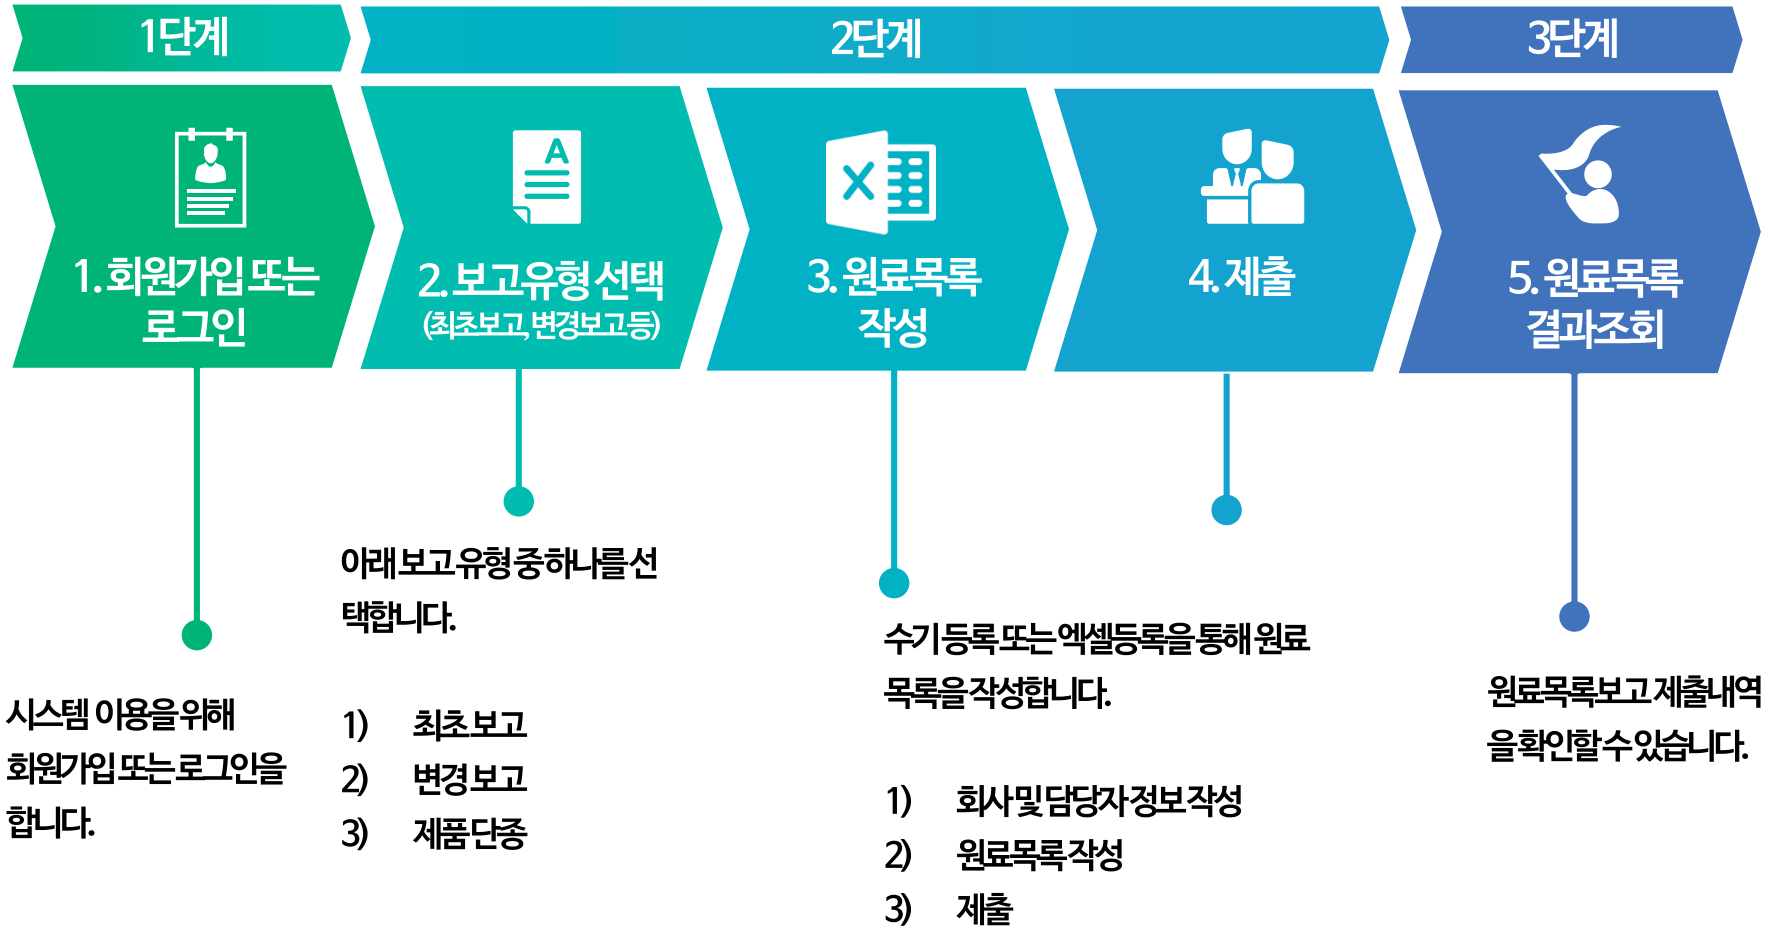 1단계
2단계
3단계
1. 회원가입 또는
로그인
2. 보고유형 선택
(최초보고, 변경보고 등)
3. 원료목록
작성
4. 제출
5. 원료목록
결과조회
시스템 이용을 위해
회원가입 또는 로그인을
합니다.
아래 보고 유형 중 하나를 선
택합니다.
1) 최초 보고
2) 변경 보고
3) 제품 단종
수기 등록 또는 엑셀등록을 통해 원료
목록을 작성합니다.
1) 회사 및 담당자 정보 작성
2) 원료목록 작성
3) 제출
원료목록보고 제출내역
을 확인할 수 있습니다.
A
X